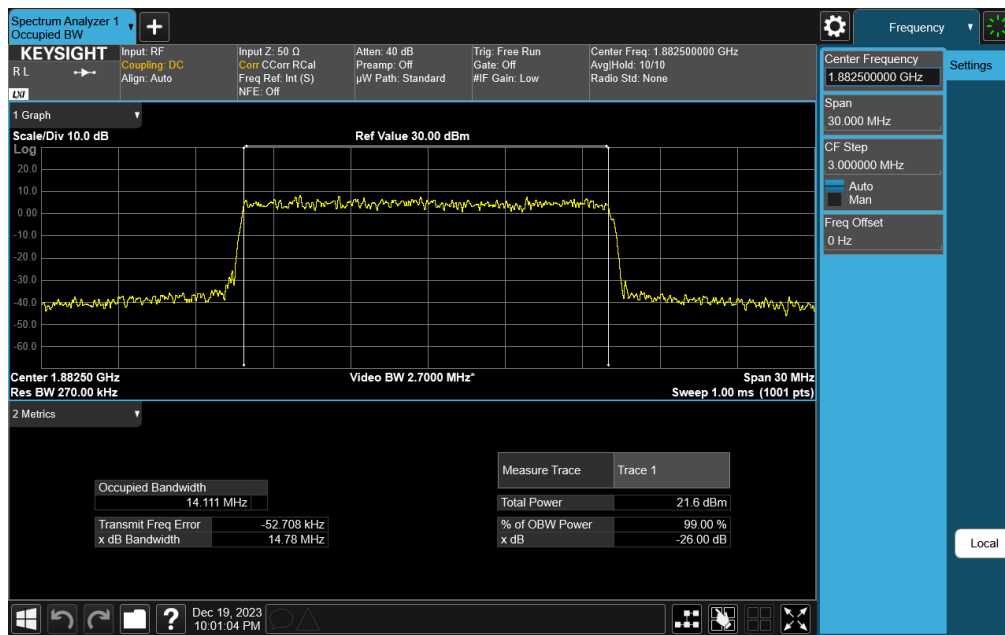 Spectrum Analyzer 1
Occupied BW
Frequency
KEYSIGHT
R L
LXI
Input: RF
Coupling: DC
Align: Auto
Input Z: 50 Ω
Corr CCorr RCal
Freq Ref: Int (S)
NFE: Off
Atten: 40 dB
Preamp: Off
µW Path: Standard
Trig: Free Run
Gate: Off
#IF Gain: Low
Center Freq: 1.882500000 GHz
Avg|Hold: 10/10
Radio Std: None
Center Frequency
1.882500000 GHz
Settings
Span
30.000 MHz
CF Step
3.000000 MHz
Auto
Man
Freq Offset
0 Hz
Local
1 Graph
Scale/Div 10.0 dB
Ref Value 30.00 dBm
Log
20.0
10.0
0.00
-10.0
-20.0
-30.0
-40.0
-50.0
-60.0
Center 1.88250 GHz
Video BW 2.7000 MHz*
Span 30 MHz
Res BW 270.00 kHz
Sweep 1.00 ms (1001 pts)
2 Metrics
Occupied Bandwidth
14.111 MHz
Transmit Freq Error -52.708 kHz
x dB Bandwidth 14.78 MHz
Measure Trace Trace 1
Total Power 21.6 dBm
% of OBW Power 99.00 %
x dB -26.00 dB
?
Dec 19, 2023
10:01:04 PM